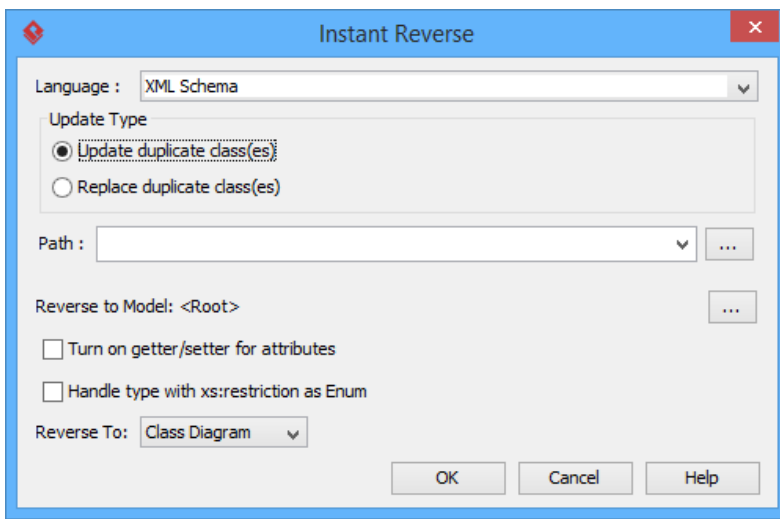 Instant Reverse
Language : XML Schema
Update Type
Update duplicate class(es)
Replace duplicate class(es)
Path : ...
Reverse to Model: <Root> ...
Turn on getter/setter for attributes
Handle type with xs:restriction as Enum
Reverse To: Class Diagram
OK Cancel Help